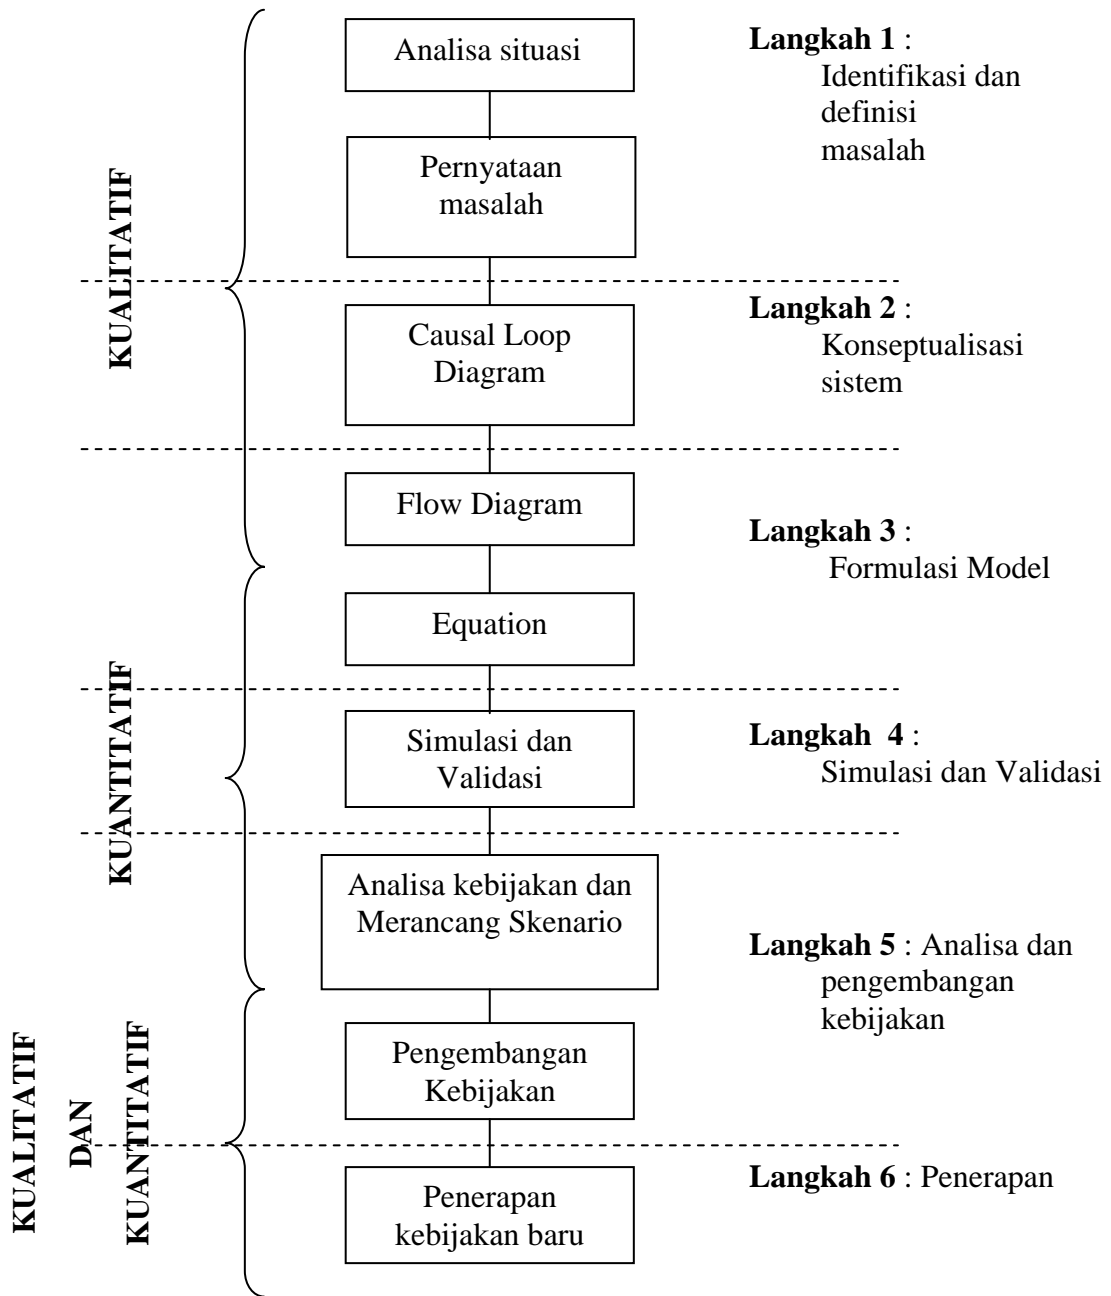 Analisa situasi
Langkah 1 :
Identifikasi dan
definisi
masalah
Pernyataan
masalah
KUALITATIF
Causal Loop
Diagram
Langkah 2 :
Konseptualisasi
sistem
Flow Diagram
Langkah 3 :
Formulasi Model
Equation
KUANTITATIF
Simulasi dan
Validasi
Langkah 4 :
Simulasi dan Validasi
Analisa kebijakan dan
Merancang Skenario
Langkah 5 : Analisa dan
pengembangan
kebijakan
Pengembangan
Kebijakan
KUALITATIF
DAN
KUANTITATIF
Penerapan
kebijakan baru
Langkah 6 : Penerapan